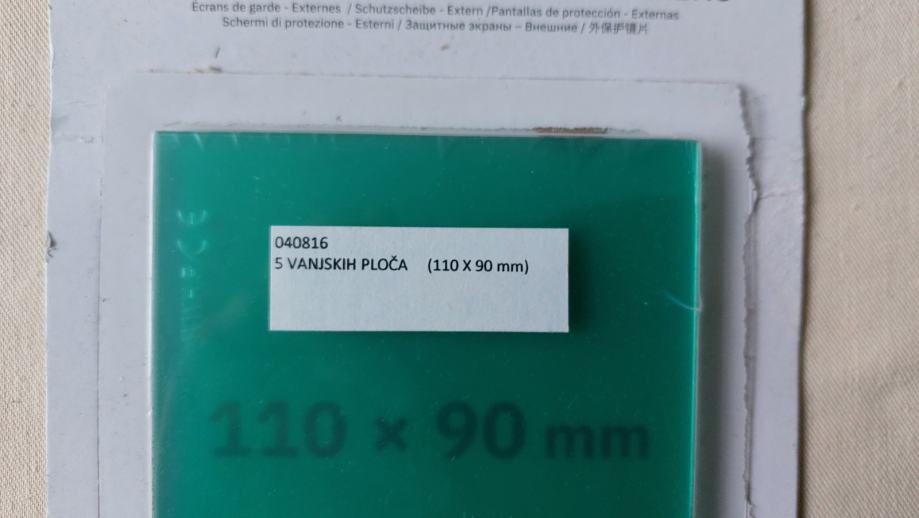 Écrans de garde - Externes / Schutzscheibe - Extern /Pantallas de protección - Externas
Schermi di protezione - Esterni / Защитные экраны – Внешние / 外保护镜片
040816
5 VANJSKIH PLOČA (110 X 90 mm)
110 × 90 mm